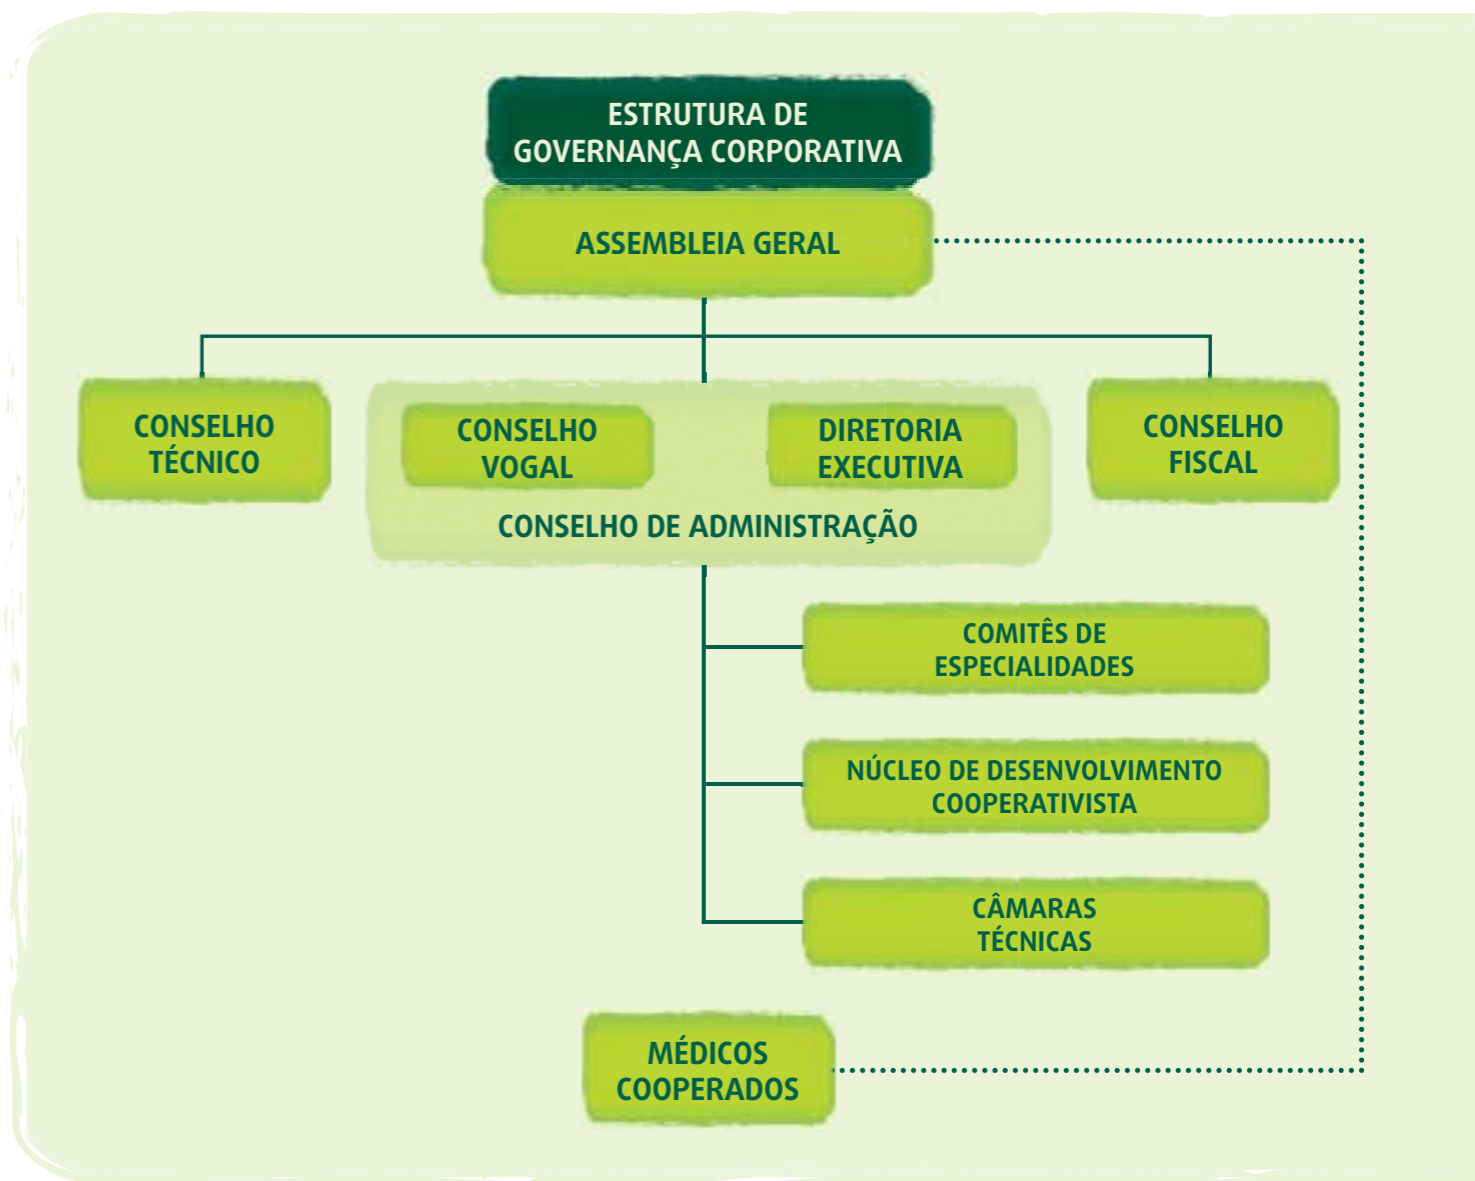 ESTRUTURA DE
GOVERNANÇA CORPORATIVA
ASSEMBLEIA GERAL
CONSELHO
TÉCNICO
CONSELHO
VOGAL
DIRETORIA
EXECUTIVA
CONSELHO DE ADMINISTRAÇÃO
CONSELHO
FISCAL
COMITÊS DE
ESPECIALIDADES
NÚCLEO DE DESENVOLVIMENTO
COOPERATIVISTA
CÂMARAS
TÉCNICAS
MÉDICOS
COOPERADOS